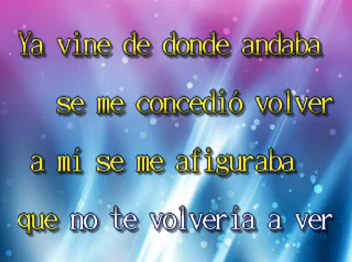 Ya vine de donde andaba
se me concedió volver
a mí se me afiguraba
que no te volvería a ver